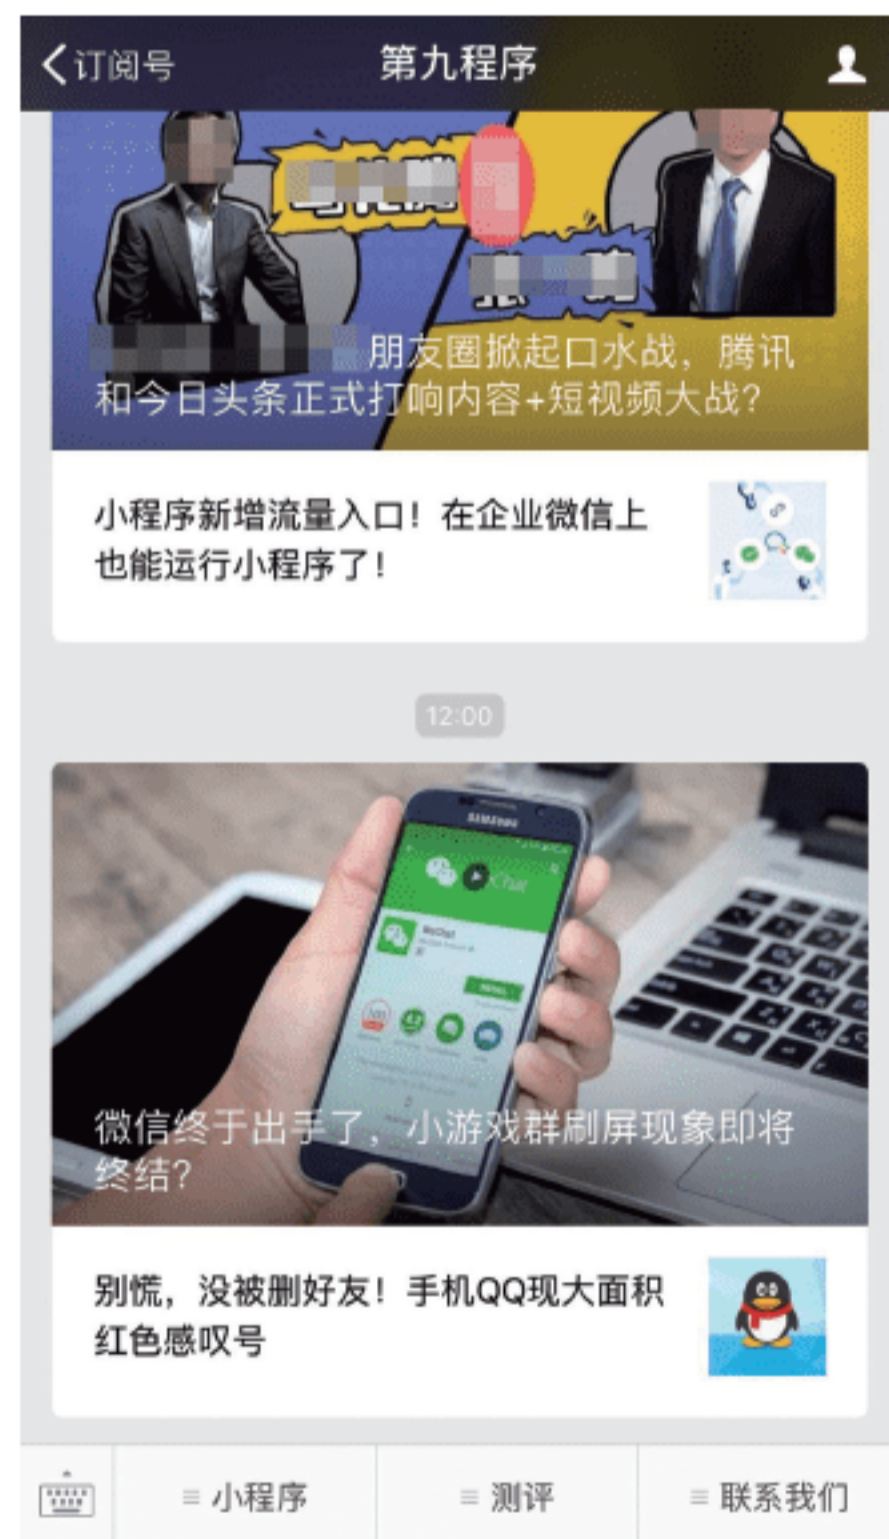 订阅号
第九程序
朋友圈掀起口水战，腾讯
和今日头条正式打响内容+短视频大战？
小程序新增流量入口！在企业微信上
也能运行小程序了！
12:00
SAMSUNG
微信终于出手了，小游戏群刷屏现象即将
终结？
别慌，没被删好友！手机QQ现大面积
红色感叹号
小程序
测评
联系我们